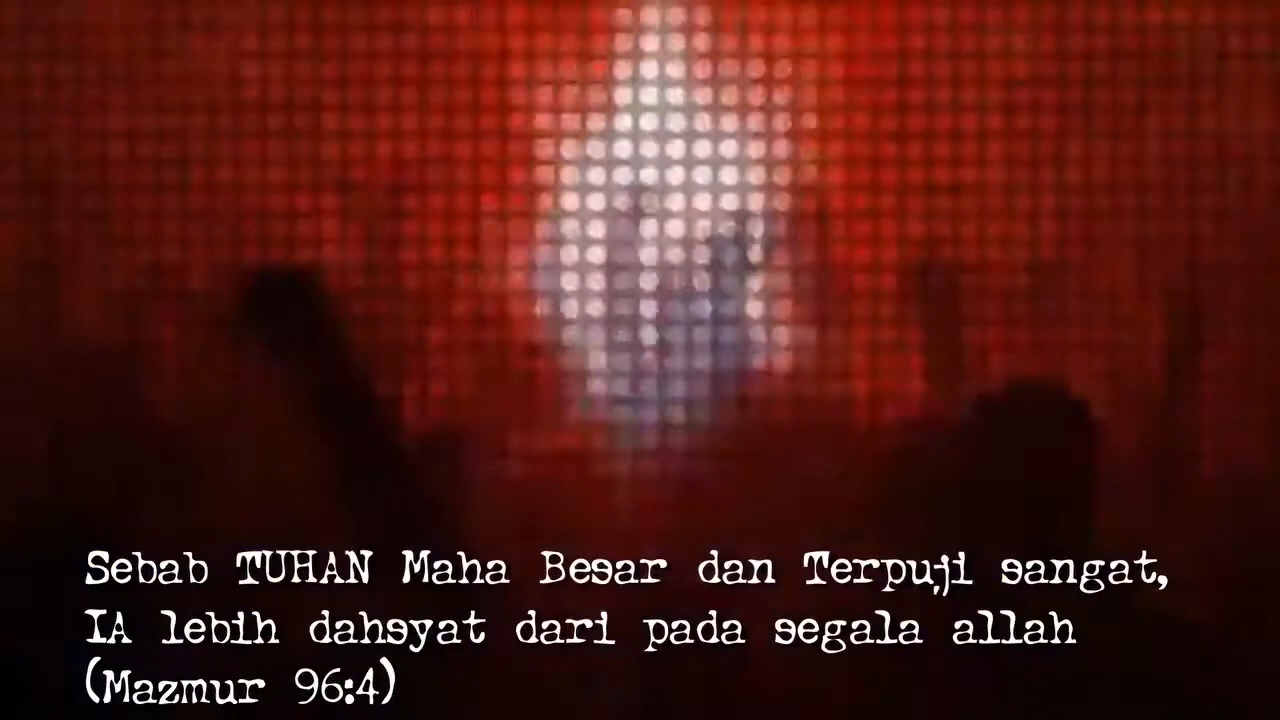 Sebab TUHAN Maha Besar dan Terpuji sangat,
IA lebih dahsyat dari pada segala allah
(Mazmur 96:4)